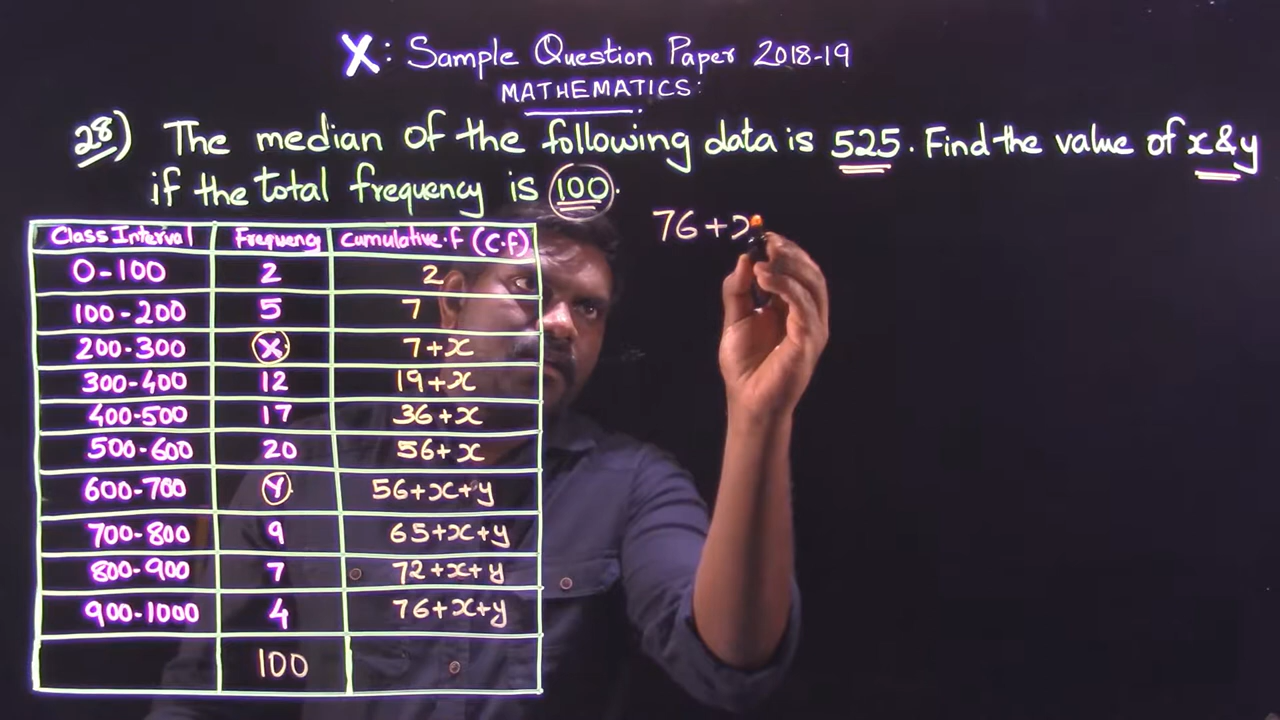 X: Sample Question Paper 2018-19
MATHEMATICS:
28) The median of the following data is 525. Find the value of x & y
if the total frequency is 100.
76+x
Class Interval Frequency Cumulative.f (C.f)
0-100 2 2
100-200 5 7
200-300 X 7+x
300-400 12 19+x
400-500 17 36+x
500-600 20 56+x
600-700 Y 56+x+y
700-800 9 65+x+y
800-900 7 72+x+y
900-1000 4 76+x+y
100